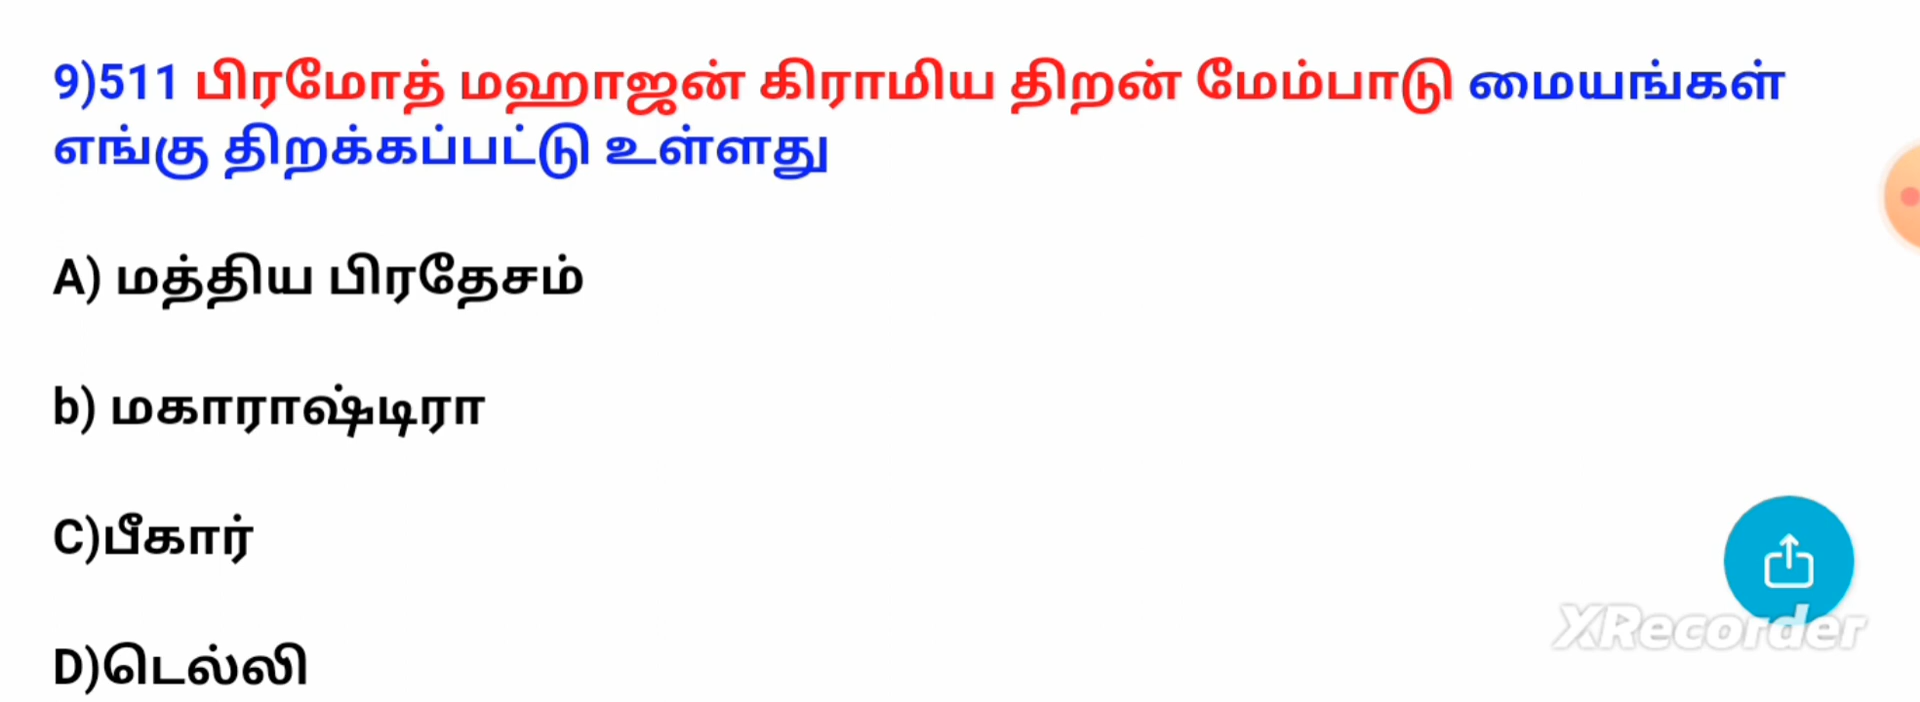 9)511 பிரமோத் மஹாஜன் கிராமிய திறன் மேம்பாடு மையங்கள்
எங்கு திறக்கப்பட்டு உள்ளது
A) மத்திய பிரதேசம்
b) மகாராஷ்டிரா
C)பீகார்
D)டெல்லி
XRecorder